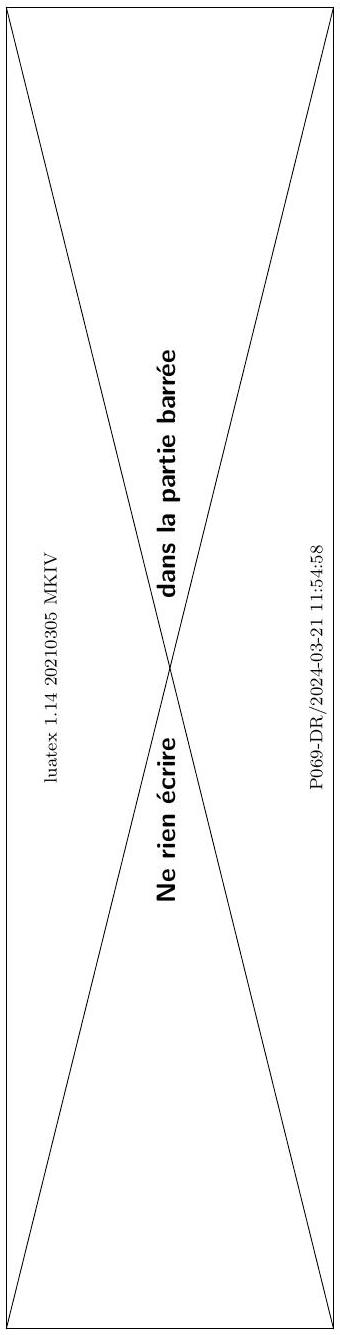 luatex 1.14 20210305 MKIV
Ne rien écrire dans la partie barrée
P069-DR/2024-03-21 11:54:58